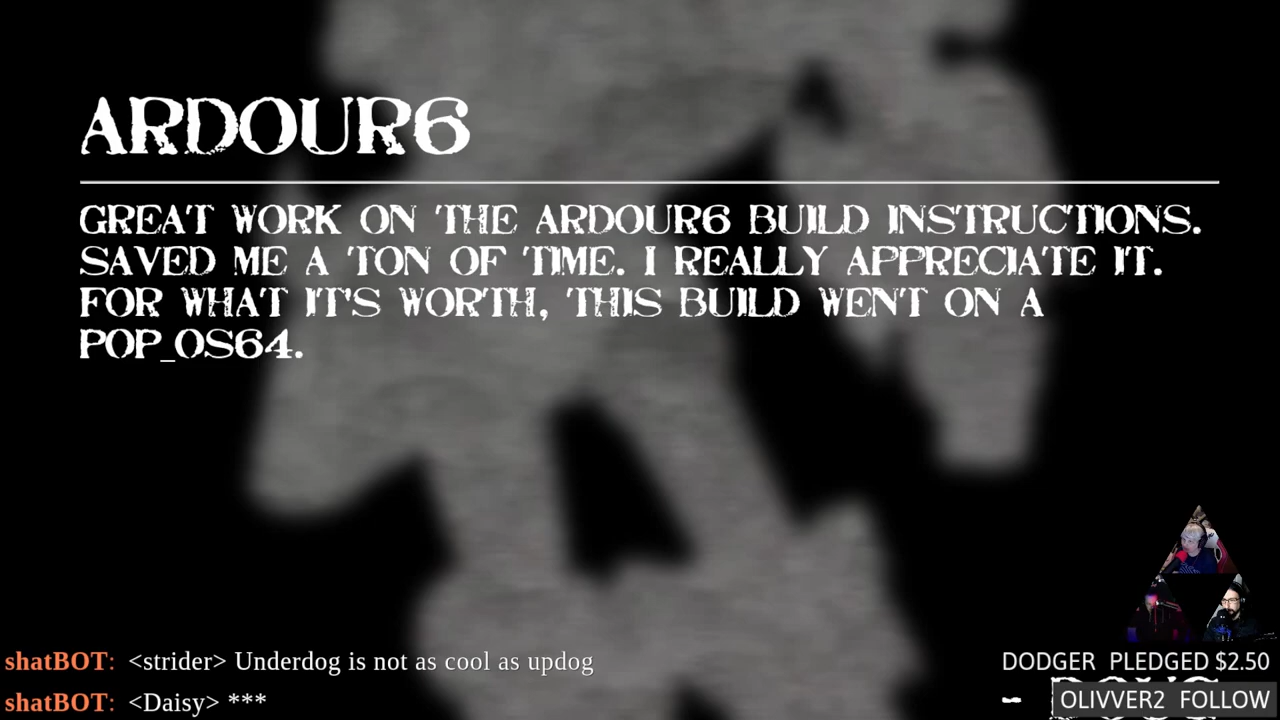 ARDOUR6
GREAT WORK ON THE ARDOUR6 BUILD INSTRUCTIONS.
SAVED ME A TON OF TIME. I REALLY APPRECIATE IT.
FOR WHAT IT'S WORTH, THIS BUILD WENT ON A
POP_OS64.
shatBOT: <strider> Underdog is not as cool as updog
shatBOT: <Daisy> ***
DODGER PLEDGED $2.50
–
OLIVVER2 FOLLOW